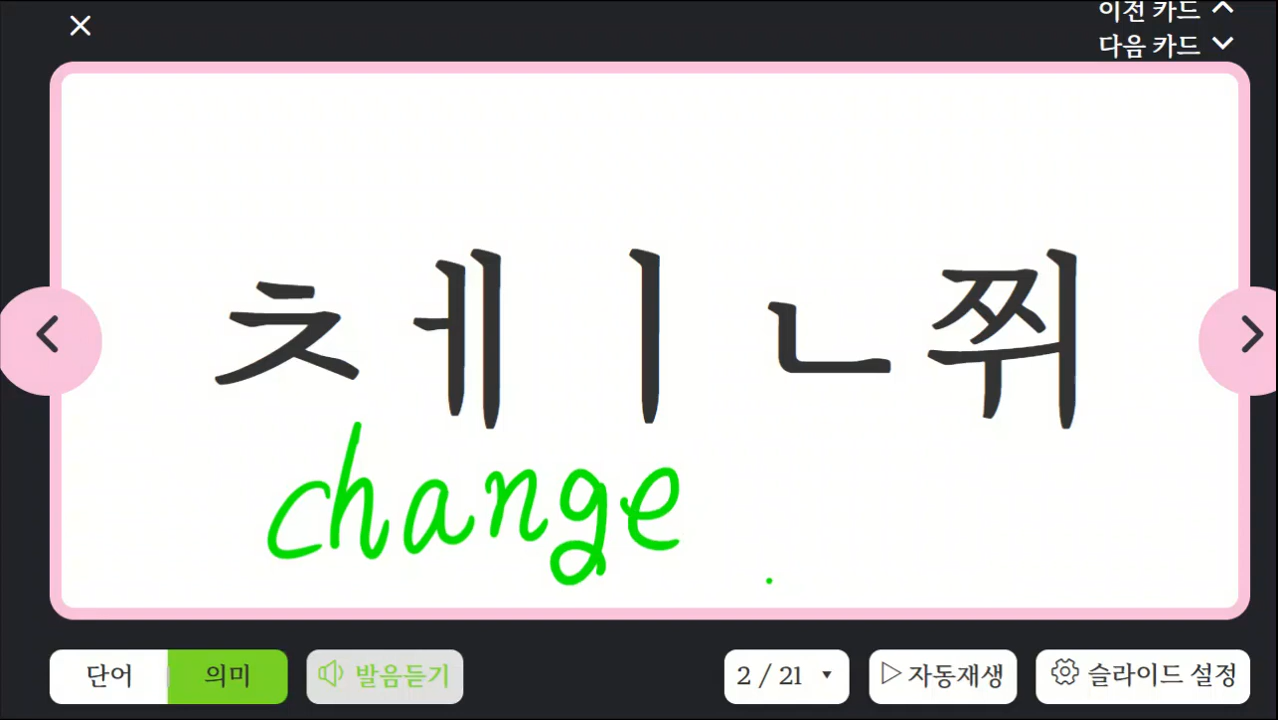 이전 카드
다음 카드
ㅊㅔㅣㄴ쮜
change
단어 의미 발음듣기 2 / 21 자동재생 슬라이드 설정